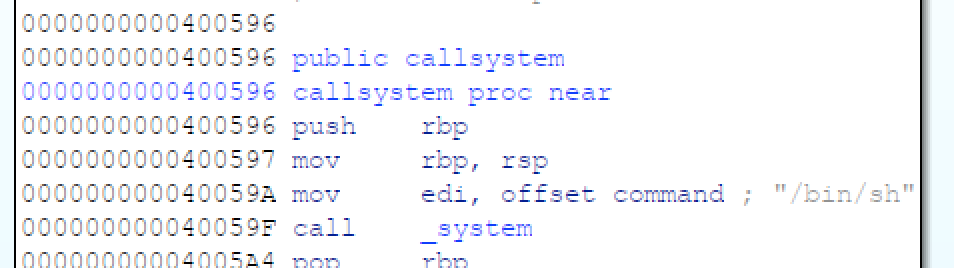 0000000000400596
0000000000400596 public callsystem
0000000000400596 callsystem proc near
0000000000400596 push    rbp
0000000000400597 mov     rbp, rsp
000000000040059A mov     edi, offset command ; "/bin/sh"
000000000040059F call    _system
00000000004005A4 pop     rbp